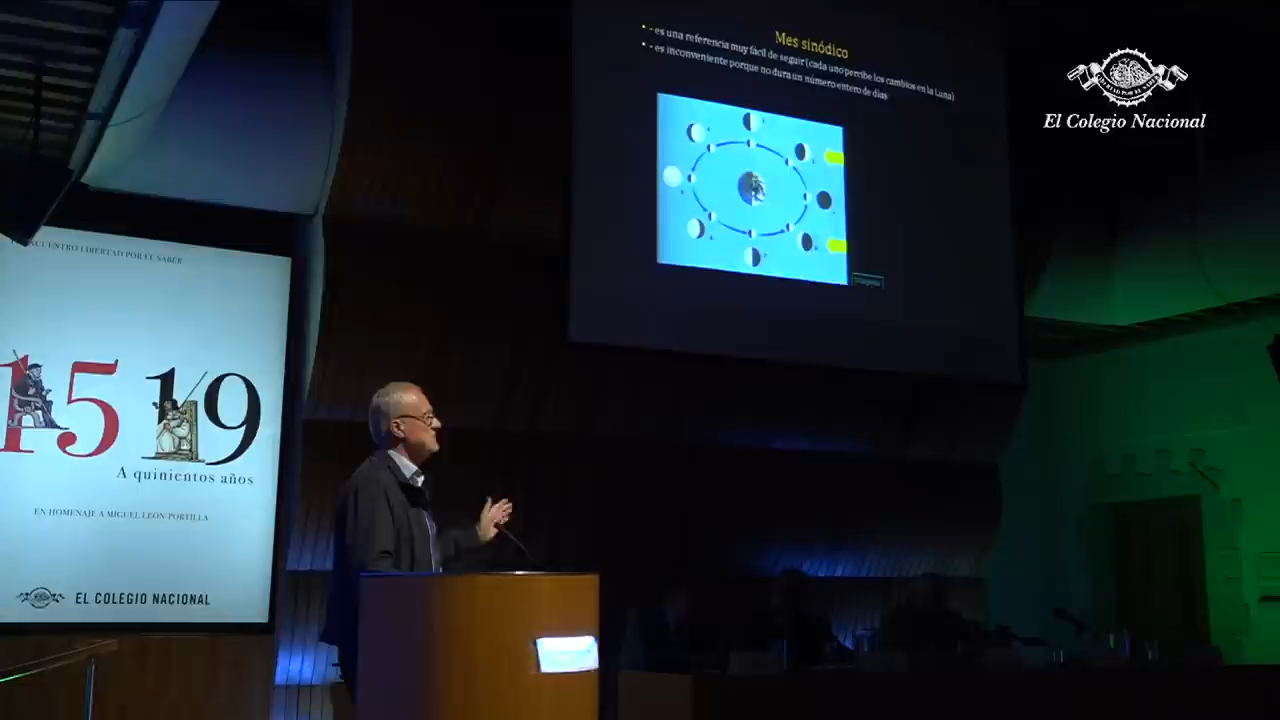 Mes sinódico
• - es una referencia muy fácil de seguir (cada uno percibe los cambios en la Luna)
• - es inconveniente porque no dura un número entero de días
El Colegio Nacional
ENCUENTRO LIBERTAD POR EL SABER
1519
A quinientos años
EN HOMENAJE A MIGUEL LEÓN-PORTILLA
EL COLEGIO NACIONAL